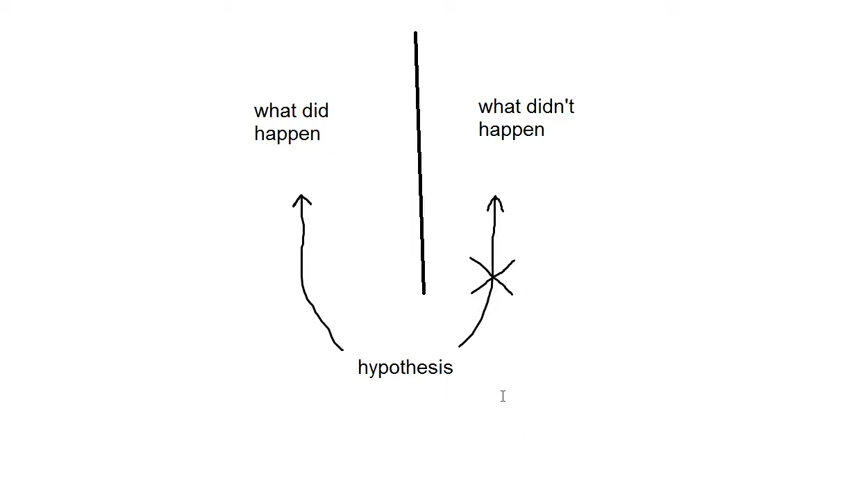 what did
happen
what didn't
happen
hypothesis